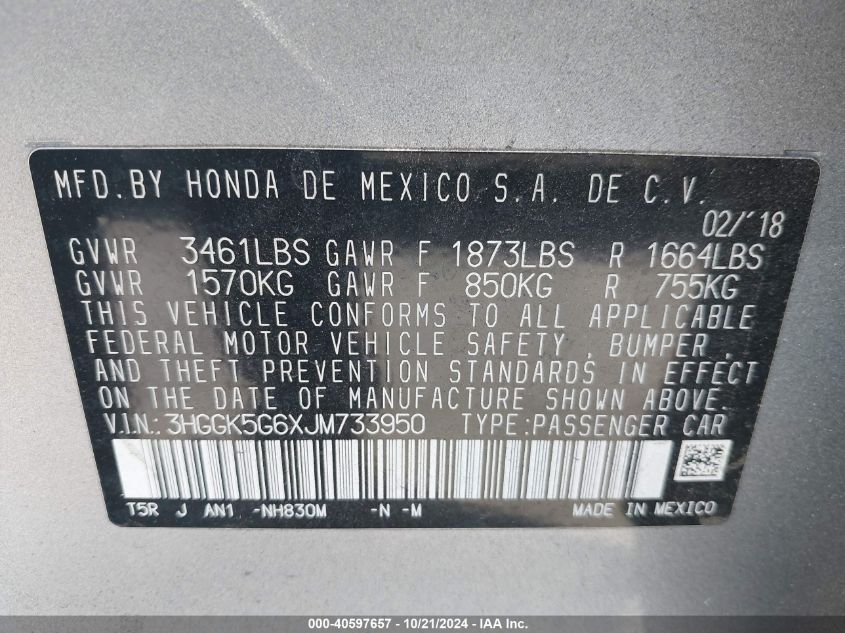 MFD.BY HONDA DE MEXICO S.A. DE C.V.
02/'18
GVWR 3461LBS GAWR F 1873LBS R 1664LBS
GVWR 1570KG GAWR F 850KG R 755KG
THIS VEHICLE CONFORMS TO ALL APPLICABLE
FEDERAL MOTOR VEHICLE SAFETY , BUMPER ,
AND THEFT PREVENTION STANDARDS IN EFFECT
ON THE DATE OF MANUFACTURE SHOWN ABOVE.
V.I.N.: 3HGGK5G6XJM733950 TYPE:PASSENGER CAR
T5R J AN1 -NH830M -N -M MADE IN MEXICO
000-40597657 - 10/21/2024 - IAA Inc.